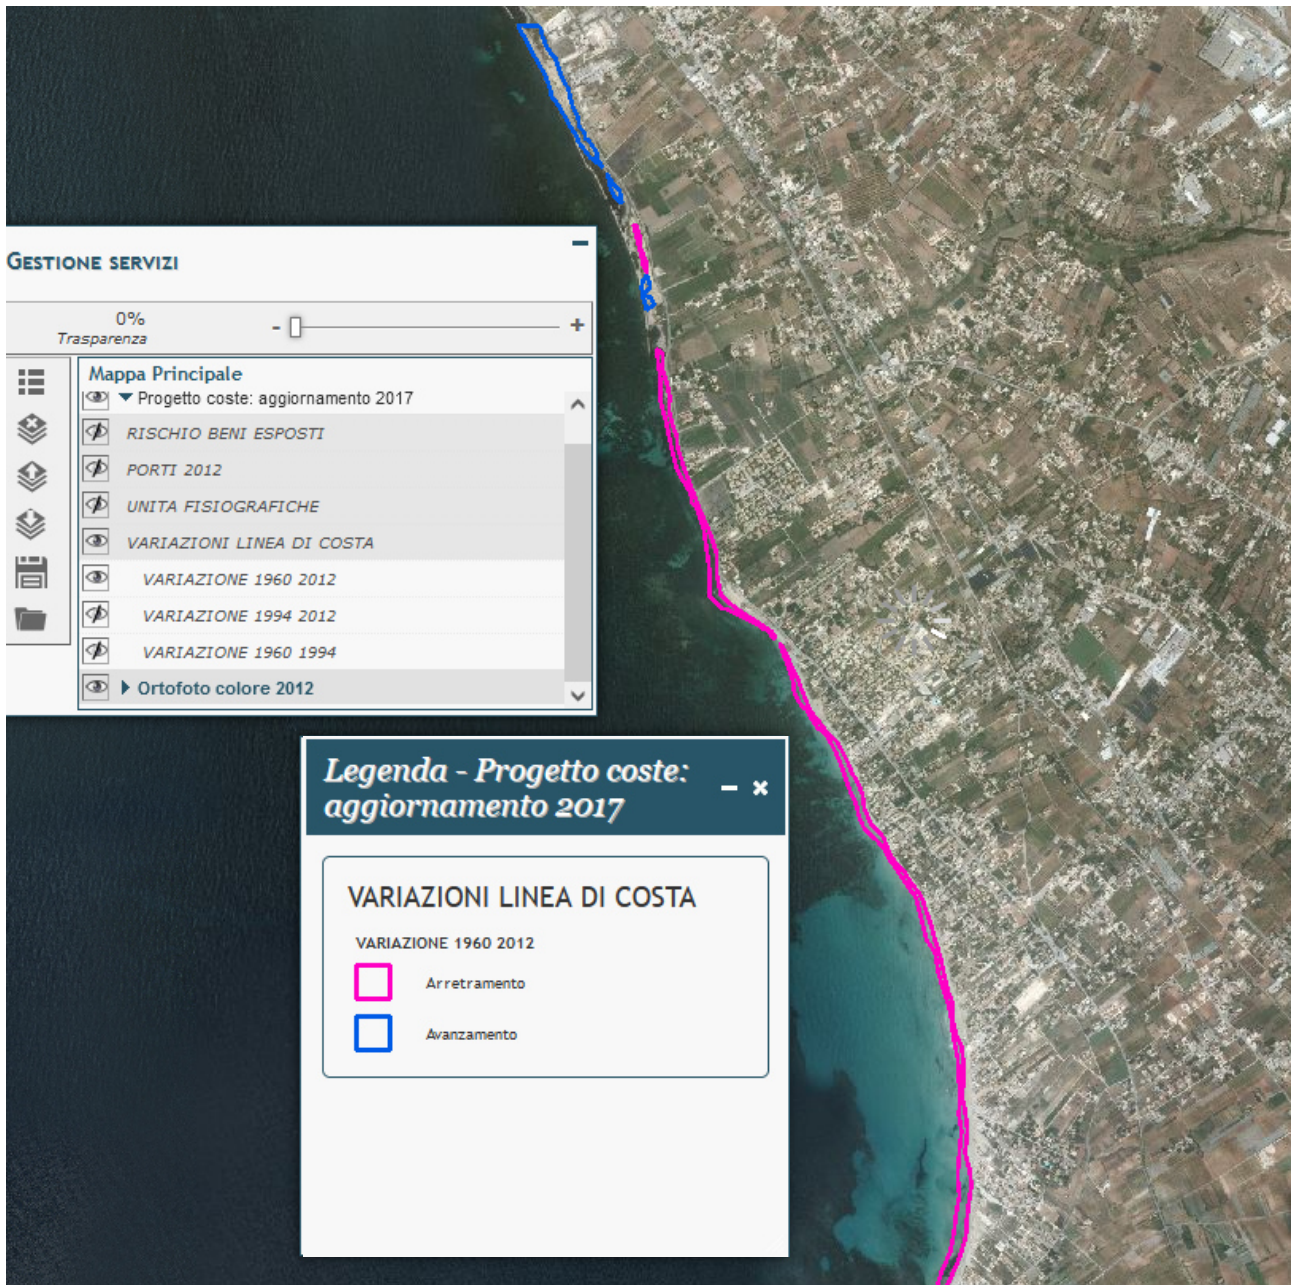 GESTIONE SERVIZI
0%
Trasparenza
- +
Mappa Principale
Progetto coste: aggiornamento 2017
RISCHIO BENI ESPOSTI
PORTI 2012
UNITA FISIOGRAFICHE
VARIAZIONI LINEA DI COSTA
VARIAZIONE 1960 2012
VARIAZIONE 1994 2012
VARIAZIONE 1960 1994
Ortofoto colore 2012
Legenda - Progetto coste:
aggiornamento 2017
VARIAZIONI LINEA DI COSTA
VARIAZIONE 1960 2012
Arretramento
Avanzamento